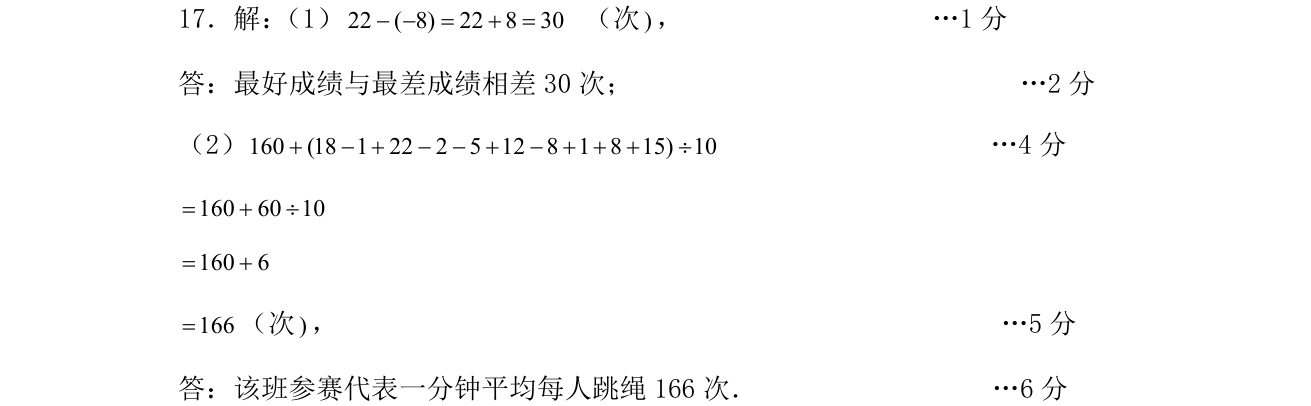 17．解：（1）22－(－8)＝22＋8＝30 （次）， …1 分
答：最好成绩与最差成绩相差 30 次； …2 分
（2）160＋(18－1＋22－2－5＋12－8＋1＋8＋15)÷10 …4 分
＝160＋60÷10
＝160＋6
＝166（次）， …5 分
答：该班参赛代表一分钟平均每人跳绳 166 次． …6 分